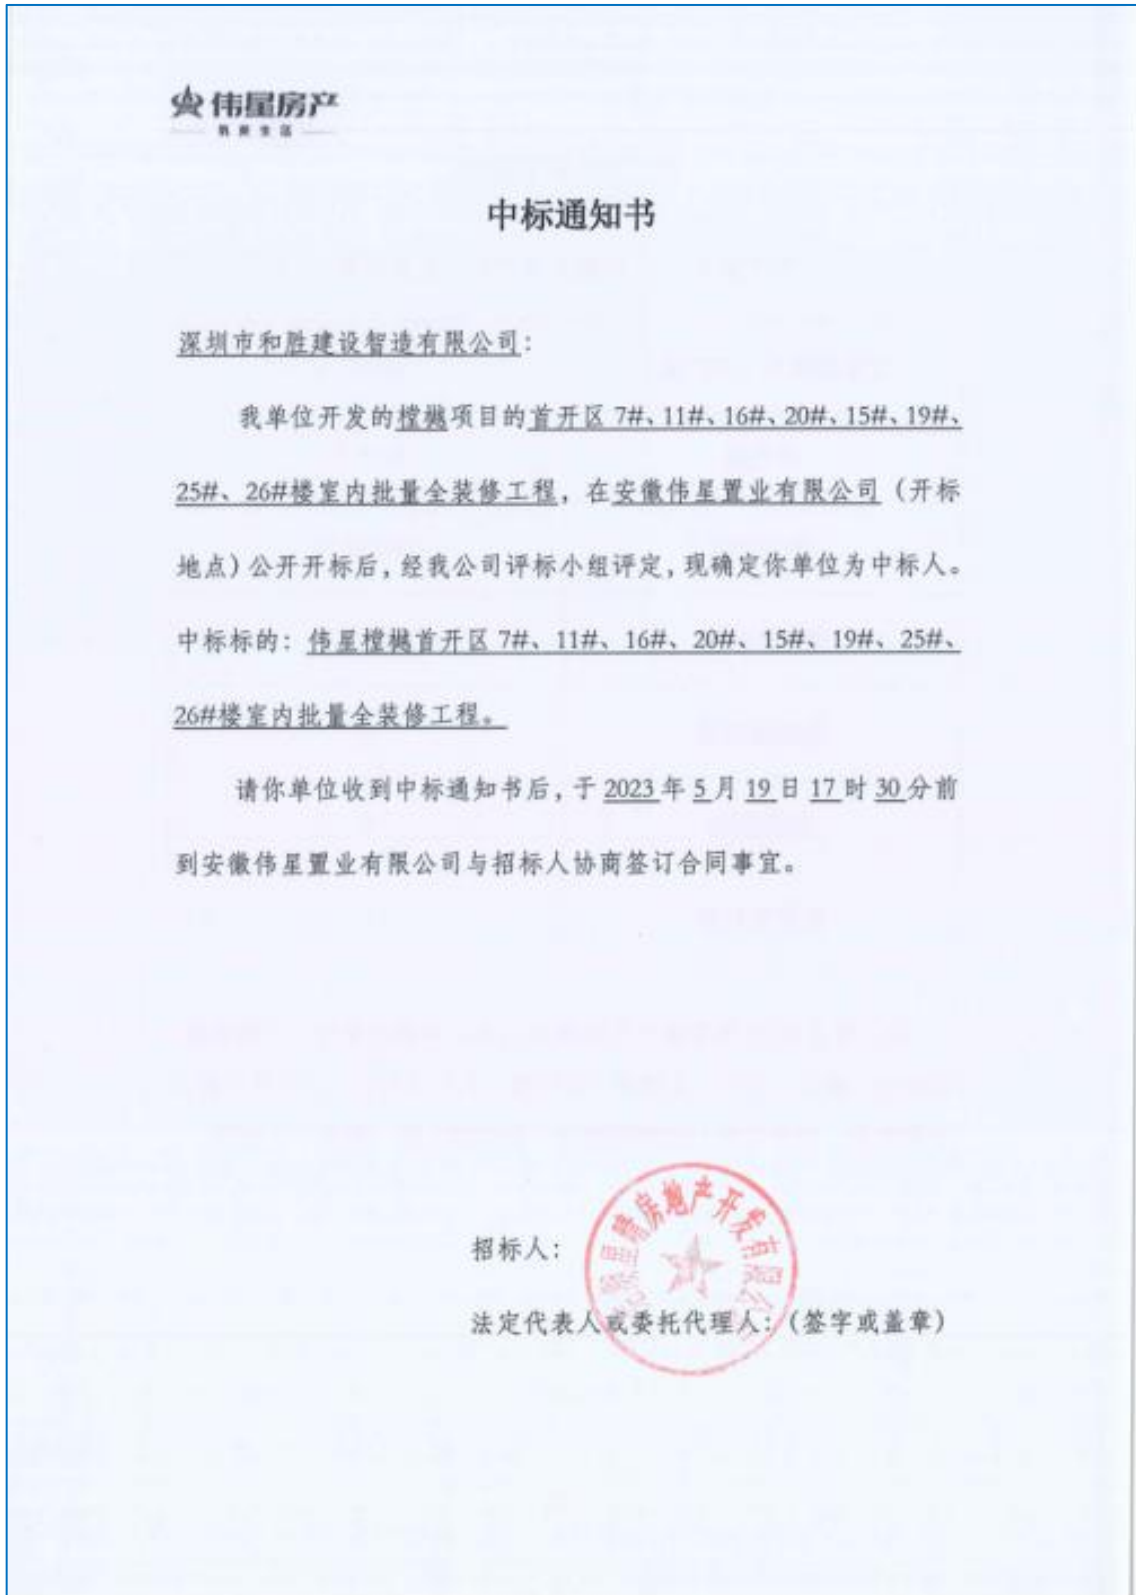 伟星房产
中标通知书
深圳市和胜建设智造有限公司：
我单位开发的樘樾项目的首开区 7#、11#、16#、20#、15#、19#、
25#、26#楼室内批量全装修工程，在安徽伟星置业有限公司（开标
地点）公开开标后，经我公司评标小组评定，现确定你单位为中标人。
中标标的：伟星樘樾首开区 7#、11#、16#、20#、15#、19#、25#、
26#楼室内批量全装修工程。
请你单位收到中标通知书后，于 2023 年 5 月 19 日 17 时 30 分前
到安徽伟星置业有限公司与招标人协商签订合同事宜。
房地产开发有限公
招标人：
法定代表人或委托代理人：（签字或盖章）